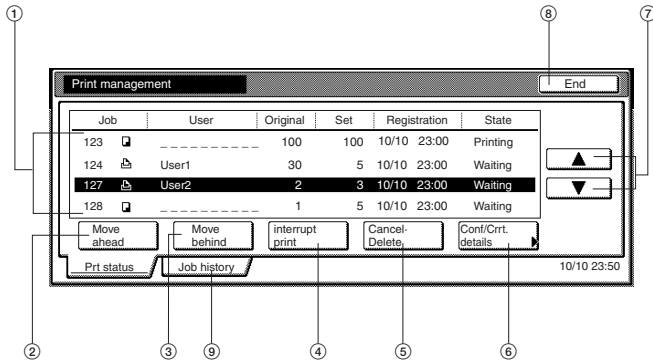 ① ⑧ ⑦
Print management End
Job User Original Set Registration State
123 _ _ _ _ _ _ _ _ _ _ _ 100 100 10/10 23:00 Printing
124 User1 30 5 10/10 23:00 Waiting
127 User2 2 3 10/10 23:00 Waiting
128 _ _ _ _ _ _ _ _ _ _ _ 1 5 10/10 23:00 Waiting
Move ahead
Move behind
interrupt print
Cancel·Delete
Conf/Crrt. details
Prt status Job history 10/10 23:50
② ③ ⑨ ④ ⑤ ⑥